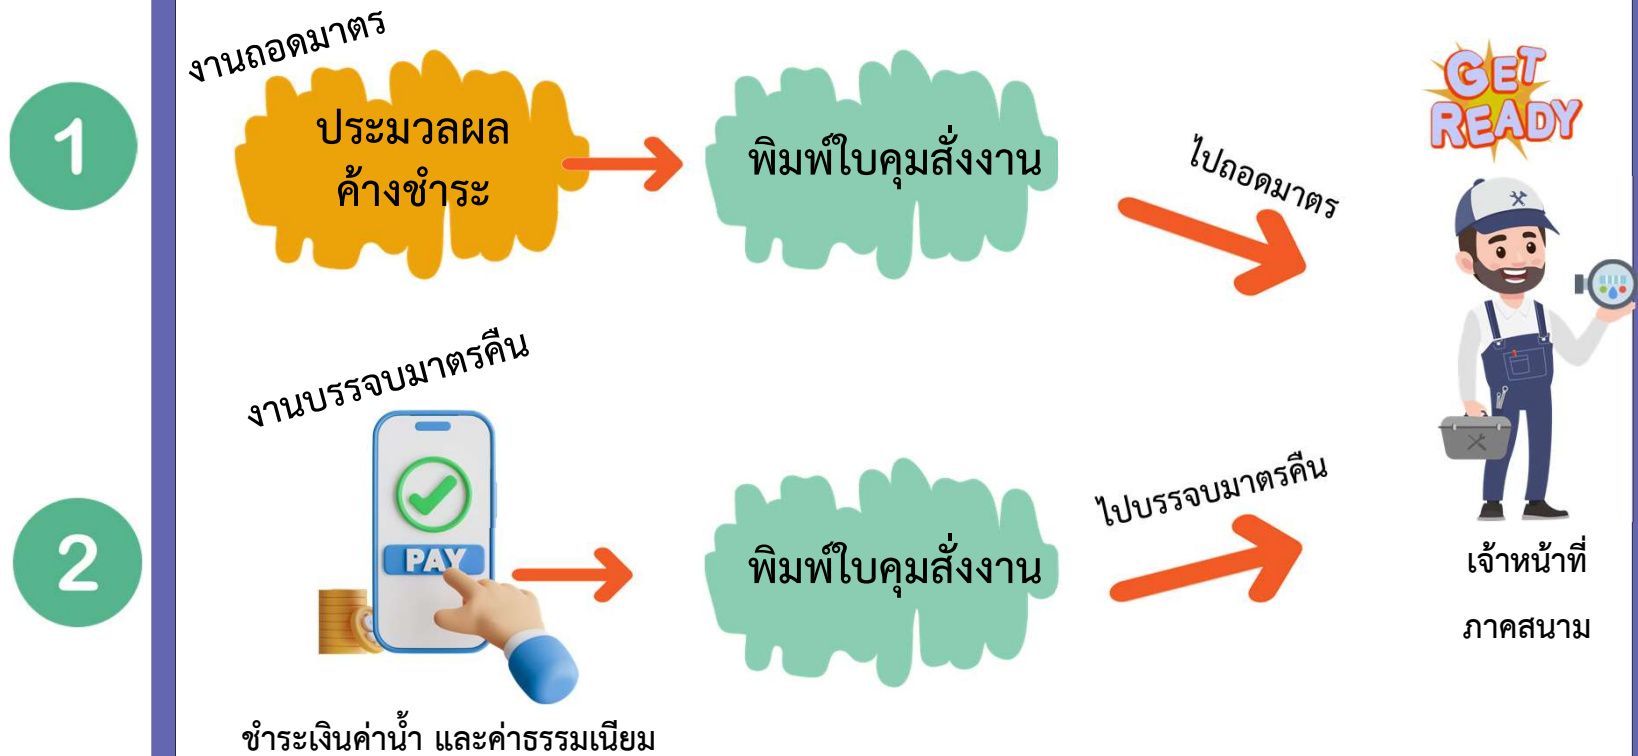 1
งานถอดมาตร
ประมวลผล
ค้างชำระ
พิมพ์ใบคุมสั่งงาน
ไปถอดมาตร
GET
READY
2
งานบรรจบมาตรคืน
PAY
ชำระเงินค่าน้ำ และค่าธรรมเนียม
พิมพ์ใบคุมสั่งงาน
ไปบรรจบมาตรคืน
เจ้าหน้าที่
ภาคสนาม